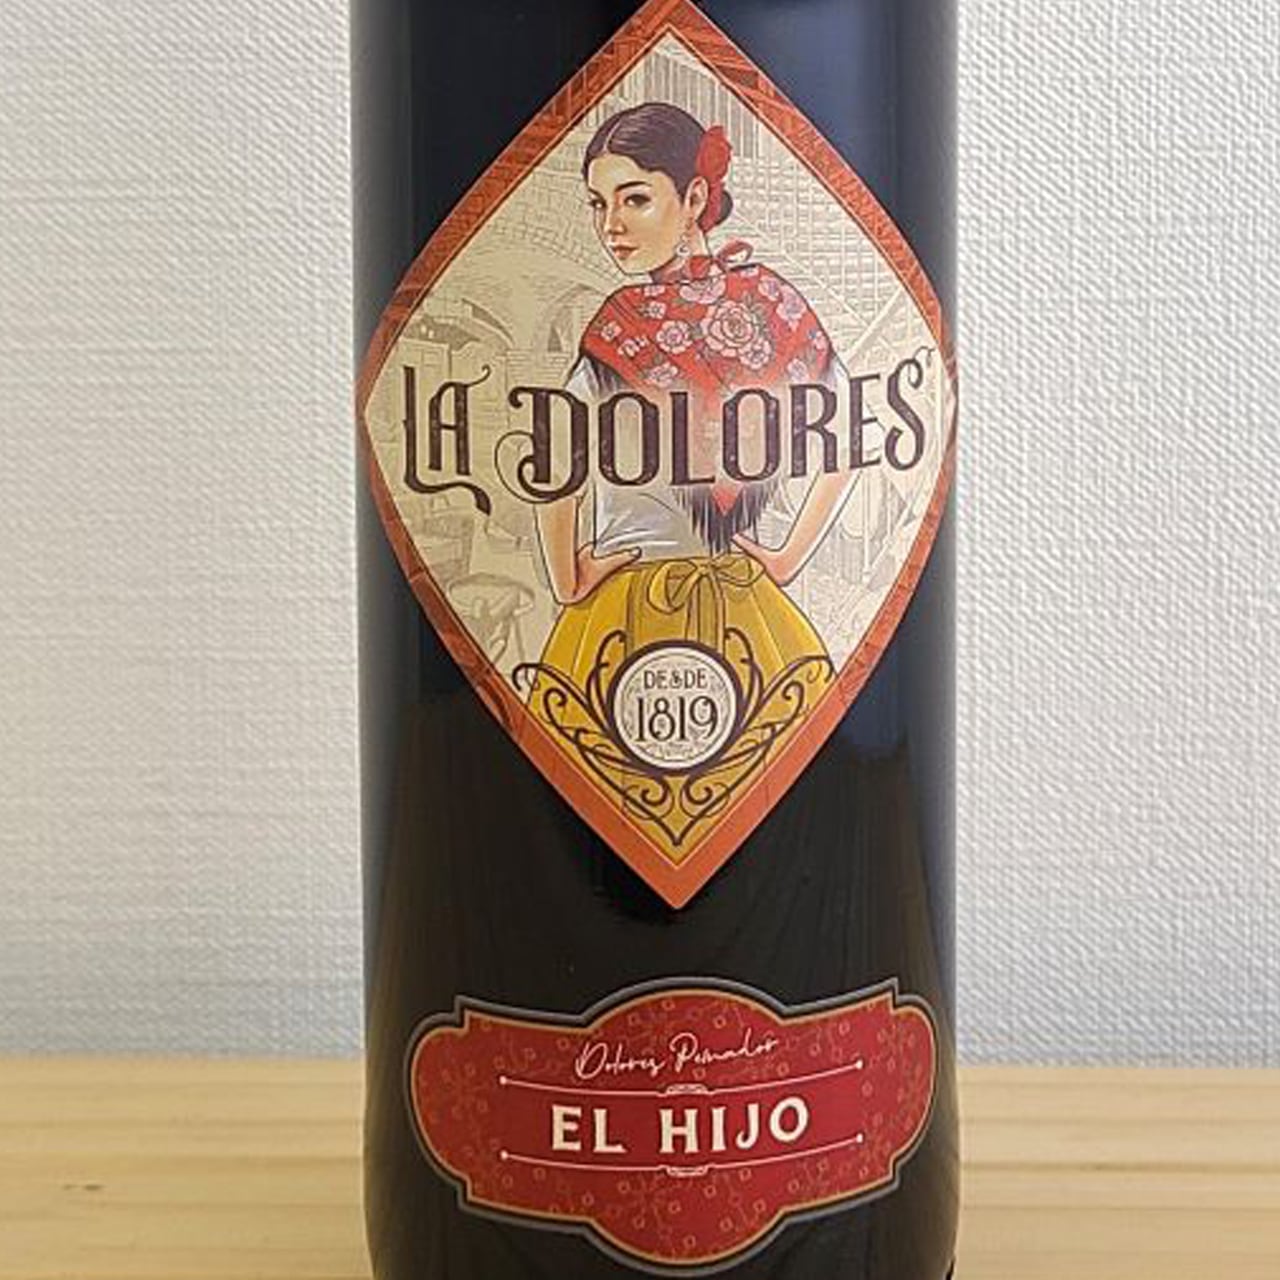 LA DOLORES
DESDE
1819
Dolores Pemador
EL HIJO